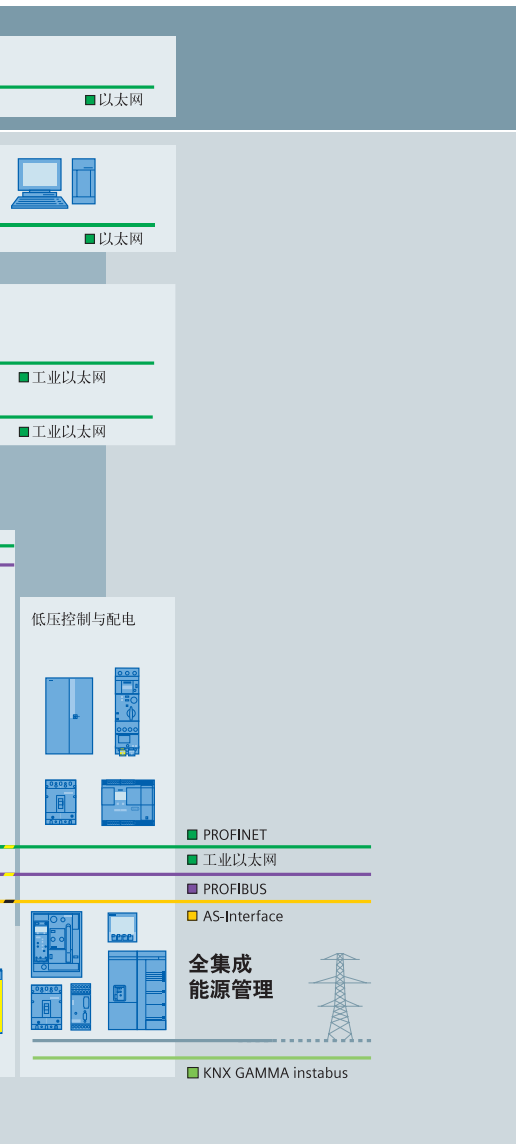 以太网
以太网
工业以太网
工业以太网
低压控制与配电
PROFINET
工业以太网
PROFIBUS
AS-Interface
全集成
能源管理
KNX GAMMA instabus